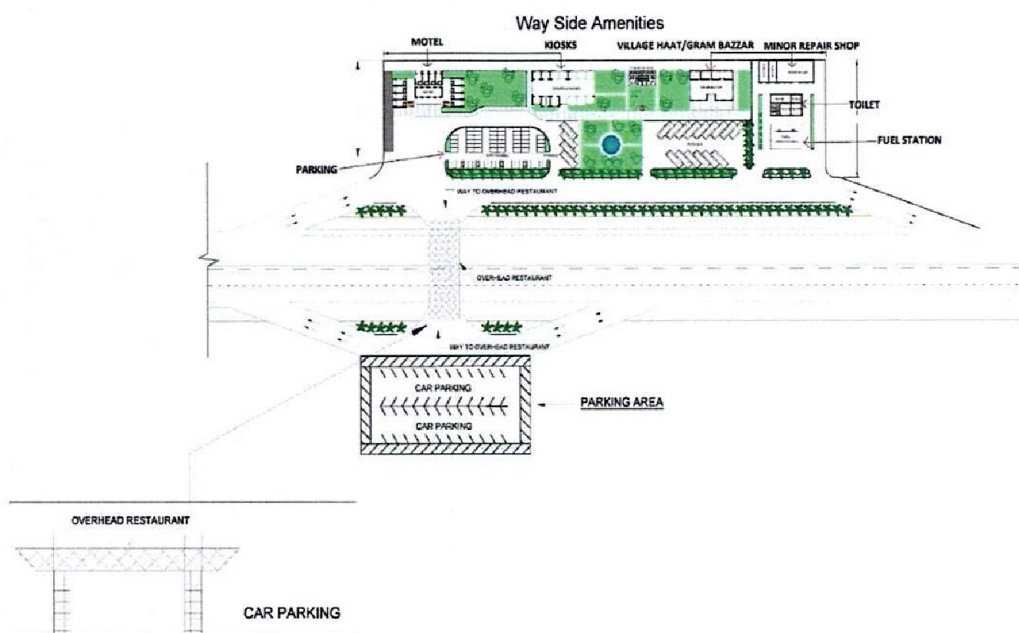 Way Side Amenities
MOTEL
KIOSKS
VILLAGE HAAT/GRAM BAZZAR
MINOR REPAIR SHOP
TOILET
FUEL STATION
PARKING
WAY TO OVERHEAD RESTAURANT
OVERHEAD RESTAURANT
WAY TO OVERHEAD RESTAURANT
CAR PARKING
PARKING AREA
CAR PARKING
OVERHEAD RESTAURANT
CAR PARKING